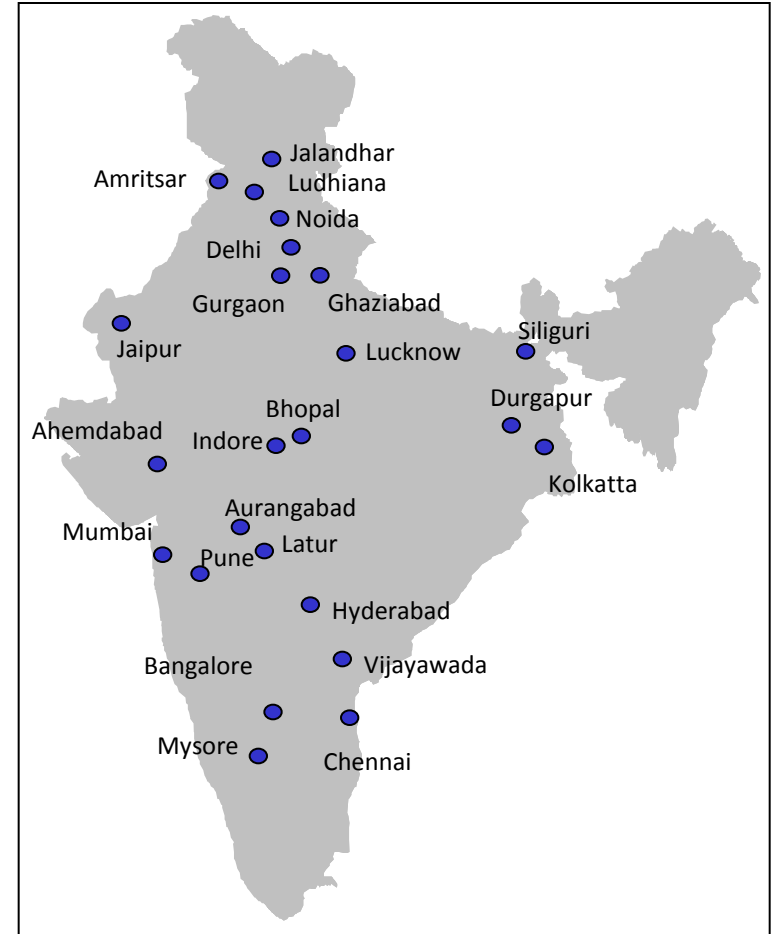 Jalandhar
Amritsar
Ludhiana
Noida
Delhi
Gurgaon
Ghaziabad
Siliguri
Jaipur
Lucknow
Durgapur
Bhopal
Ahemdabad
Indore
Kolkatta
Aurangabad
Mumbai
Latur
Pune
Hyderabad
Bangalore
Vijayawada
Mysore
Chennai